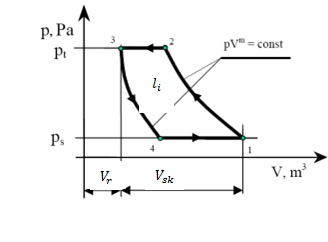 p, Pa
3
2
pVᵐ = const
pₜ
lᵢ
pₛ
4
1
V, m³
Vᵣ
Vₛₖ